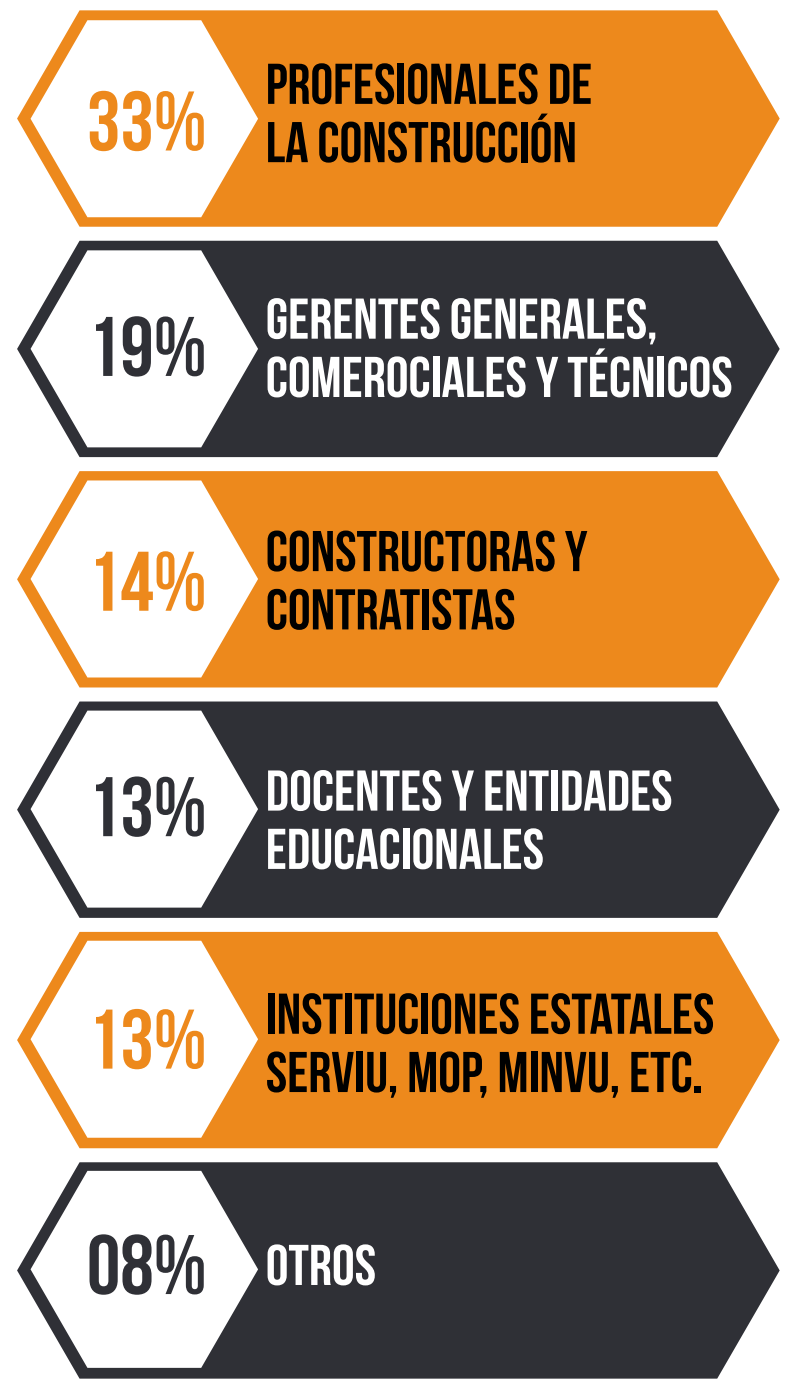 33%
PROFESIONALES DE
LA CONSTRUCCIÓN
19%
GERENTES GENERALES,
COMEROCIALES Y TÉCNICOS
14%
CONSTRUCTORAS Y
CONTRATISTAS
13%
DOCENTES Y ENTIDADES
EDUCACIONALES
13%
INSTITUCIONES ESTATALES
SERVIU, MOP, MINVU, ETC.
08%
OTROS